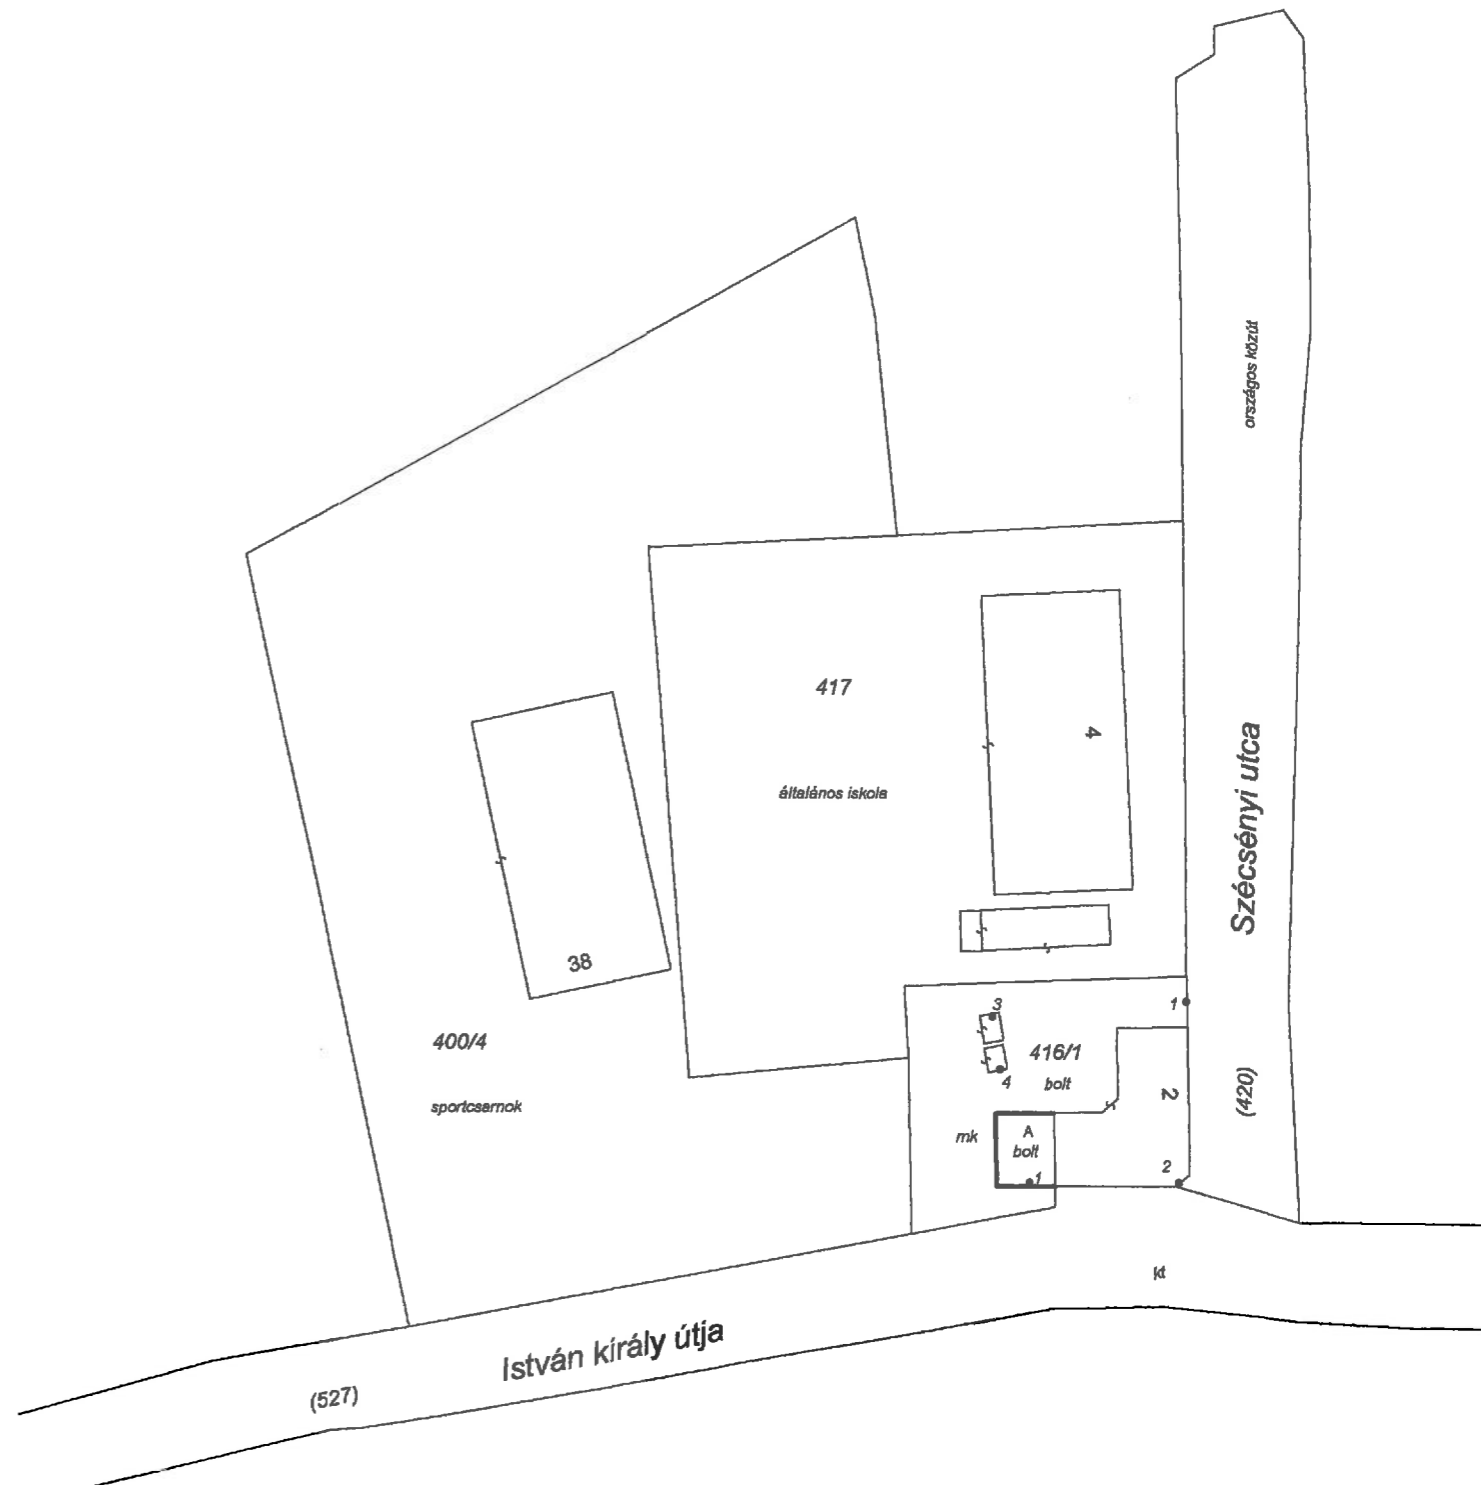 országos közút
417
4
általános iskola
Szécsényi utca
38
400/4
sportcsarnok
3
1
416/1
bolt
4
2
(420)
mk
A
bolt
1
2
kt
István király útja
(527)